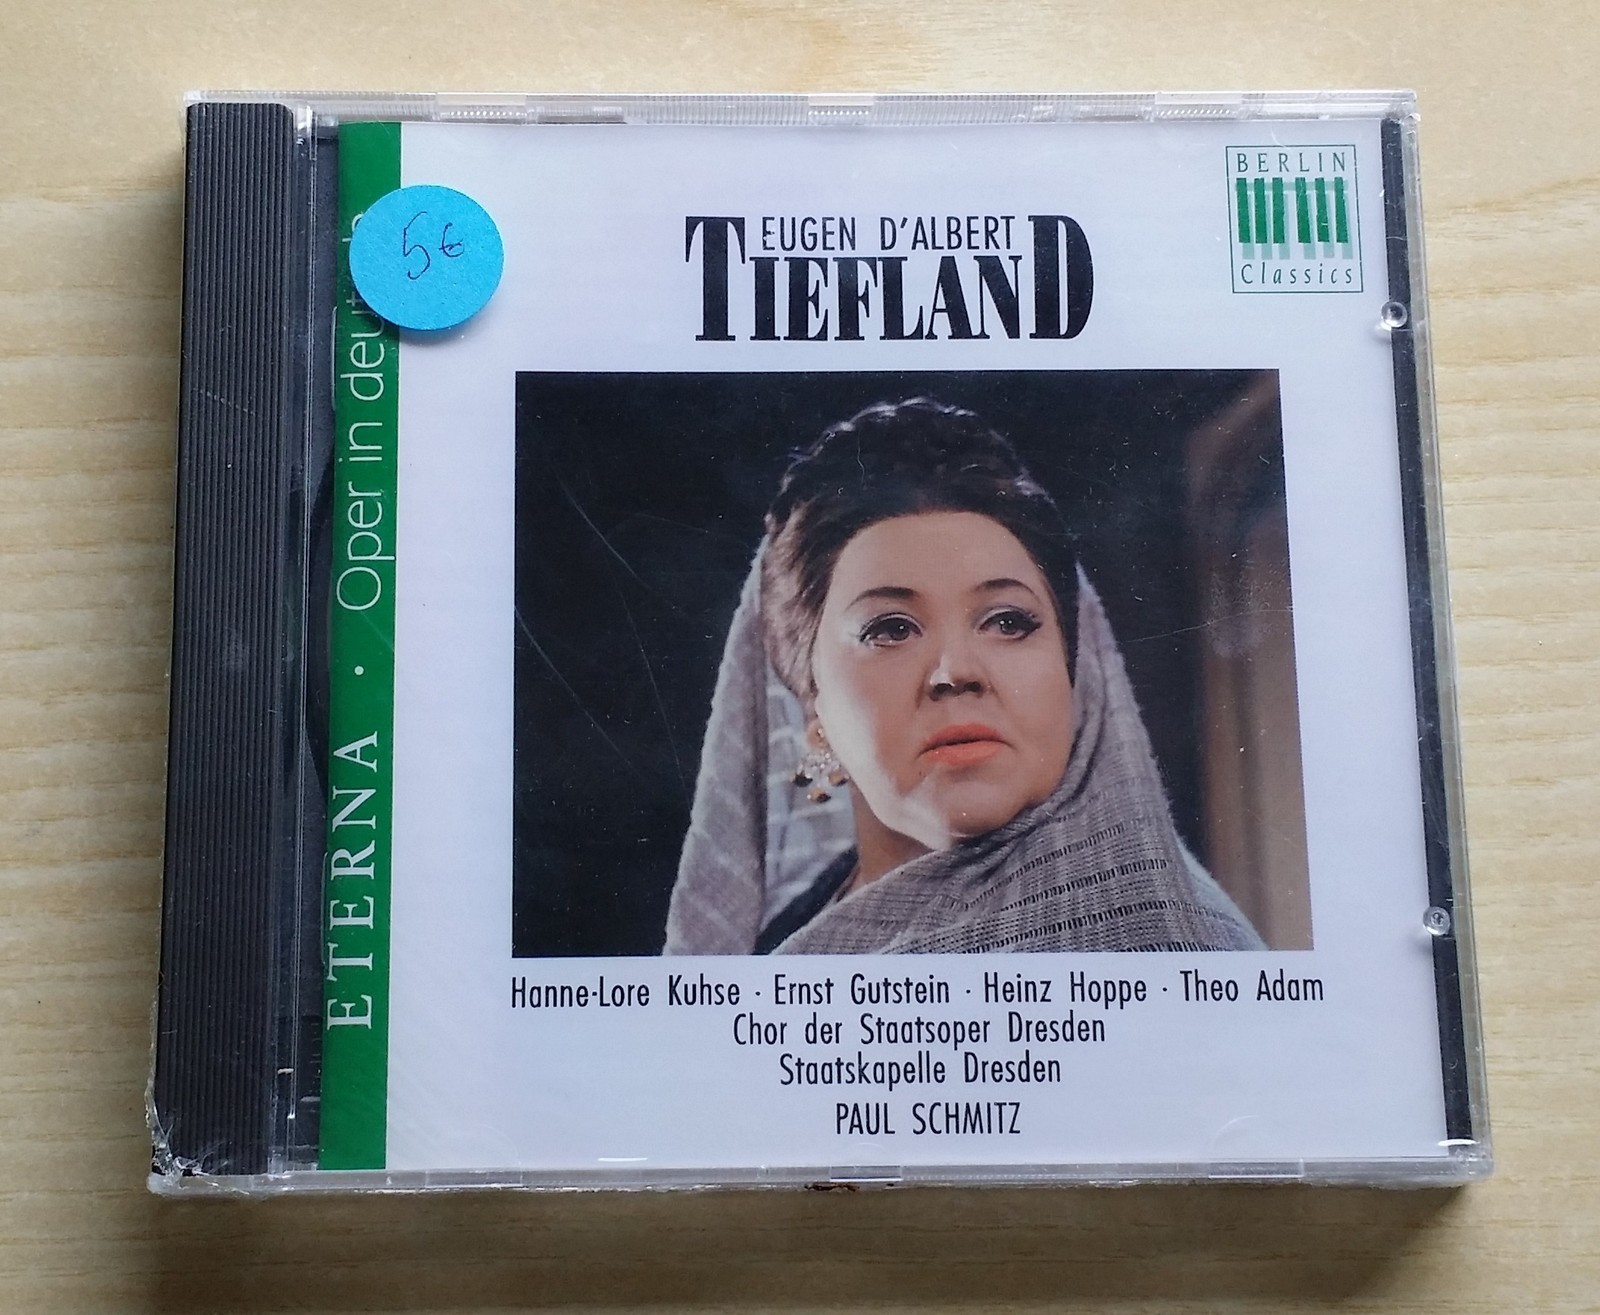 BERLIN
Classics
EUGEN D'ALBERT
TIEFLAND
5€
ETERNA · Oper in
Hanne-Lore Kuhse · Ernst Gutstein · Heinz Hoppe · Theo Adam
Chor der Staatsoper Dresden
Staatskapelle Dresden
PAUL SCHMITZ